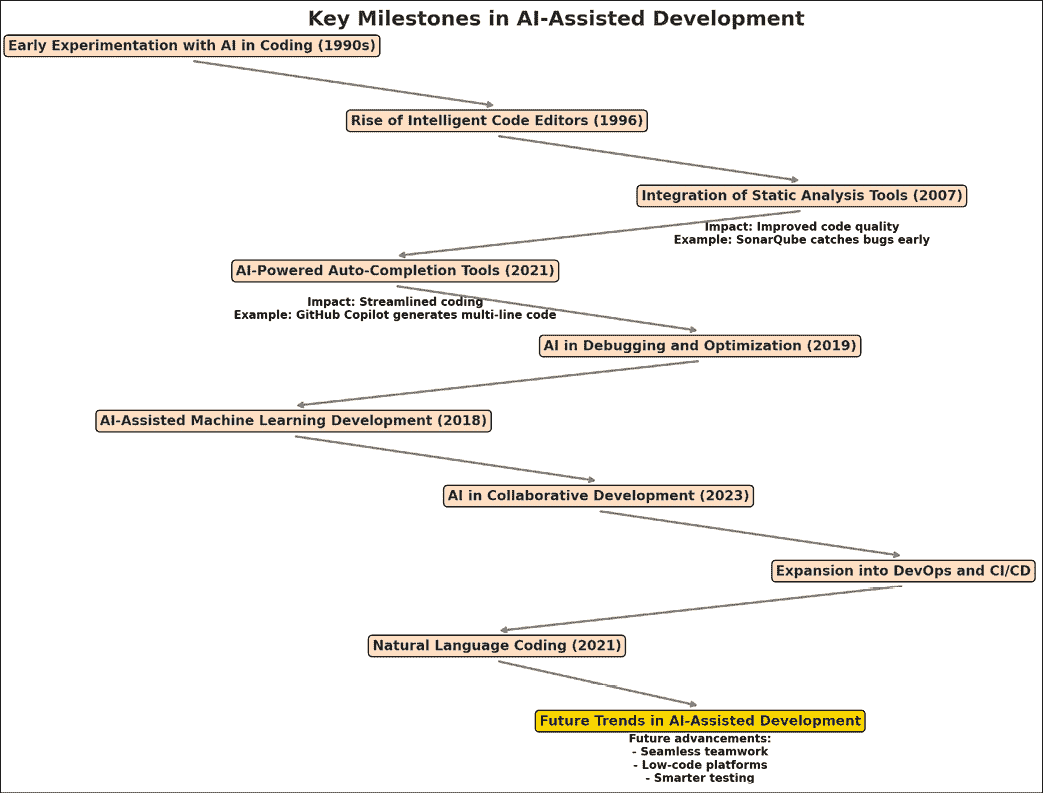 Key Milestones in AI-Assisted Development
Early Experimentation with AI in Coding (1990s)
Rise of Intelligent Code Editors (1996)
Integration of Static Analysis Tools (2007)
Impact: Improved code quality
Example: SonarQube catches bugs early
AI-Powered Auto-Completion Tools (2021)
Impact: Streamlined coding
Example: GitHub Copilot generates multi-line code
AI in Debugging and Optimization (2019)
AI-Assisted Machine Learning Development (2018)
AI in Collaborative Development (2023)
Expansion into DevOps and CI/CD
Natural Language Coding (2021)
Future Trends in AI-Assisted Development
Future advancements:
- Seamless teamwork
- Low-code platforms
- Smarter testing